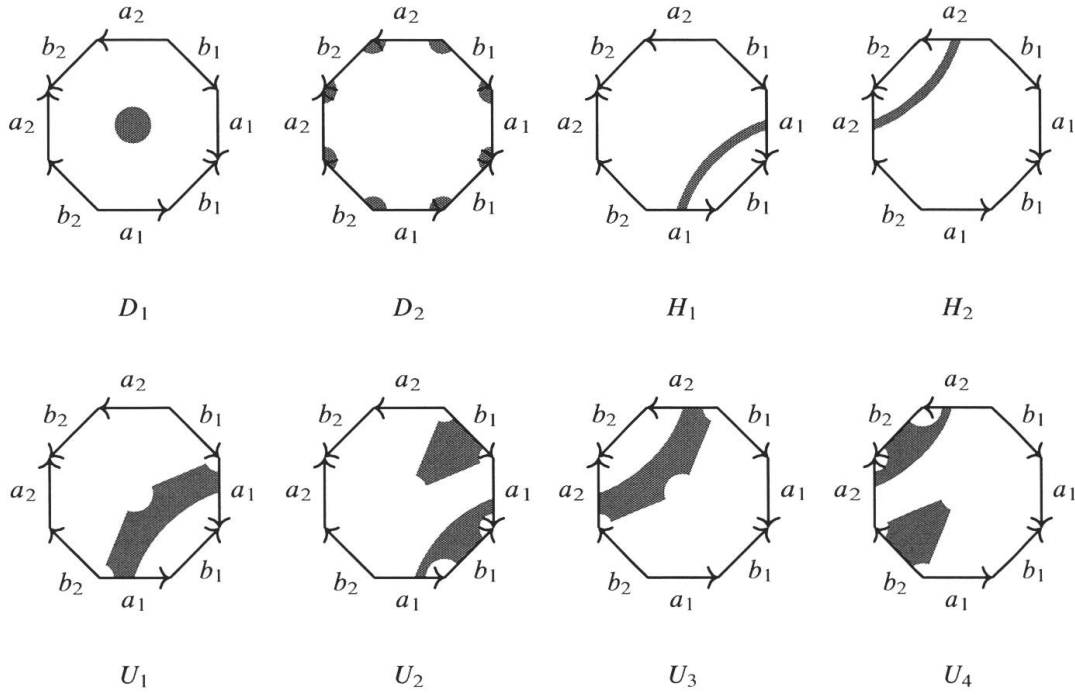 a₂ a₂ a₂ a₂
b₂ b₁ b₂ b₁ b₂ b₁ b₂ b₁
a₂ a₁ a₂ a₁ a₂ a₁ a₂ a₁
b₂ b₁ b₂ b₁ b₂ b₁ b₂ b₁
a₁ a₁ a₁ a₁
D₁ D₂ H₁ H₂
a₂ a₂ a₂ a₂
b₂ b₁ b₂ b₁ b₂ b₁ b₂ b₁
a₂ a₁ a₂ a₁ a₂ a₁ a₂ a₁
b₂ b₁ b₂ b₁ b₂ b₁ b₂ b₁
a₁ a₁ a₁ a₁
U₁ U₂ U₃ U₄